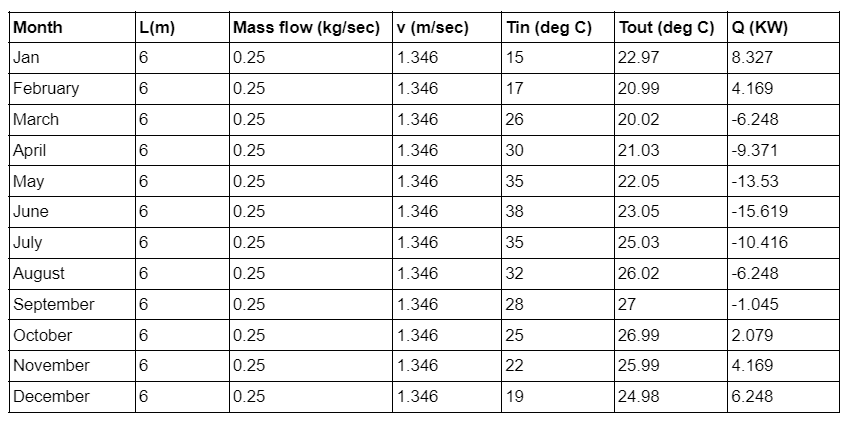 Month L(m) Mass flow (kg/sec) v (m/sec) Tin (deg C) Tout (deg C) Q (KW)
Jan 6 0.25 1.346 15 22.97 8.327
February 6 0.25 1.346 17 20.99 4.169
March 6 0.25 1.346 26 20.02 -6.248
April 6 0.25 1.346 30 21.03 -9.371
May 6 0.25 1.346 35 22.05 -13.53
June 6 0.25 1.346 38 23.05 -15.619
July 6 0.25 1.346 35 25.03 -10.416
August 6 0.25 1.346 32 26.02 -6.248
September 6 0.25 1.346 28 27 -1.045
October 6 0.25 1.346 25 26.99 2.079
November 6 0.25 1.346 22 25.99 4.169
December 6 0.25 1.346 19 24.98 6.248